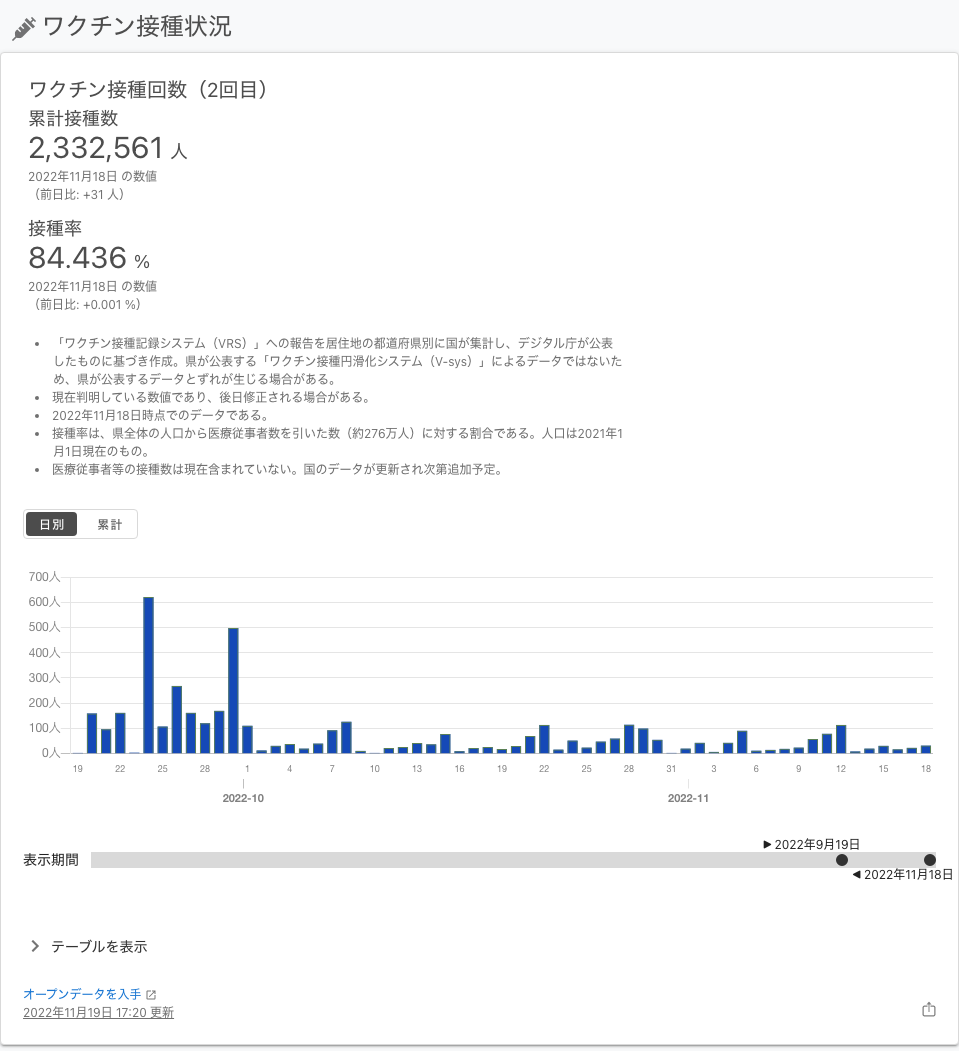 ワクチン接種状況
ワクチン接種回数（2回目）
累計接種数
2,332,561 人
2022年11月18日 の数値
（前日比: +31 人）
接種率
84.436 %
2022年11月18日 の数値
（前日比: +0.001 %）
• 「ワクチン接種記録システム（VRS）」への報告を居住地の都道府県別に国が集計し、デジタル庁が公表
したものに基づき作成。県が公表する「ワクチン接種円滑化システム（V-sys）」によるデータではないた
め、県が公表するデータとずれが生じる場合がある。
• 現在判明している数値であり、後日修正される場合がある。
• 2022年11月18日時点でのデータである。
• 接種率は、県全体の人口から医療従事者数を引いた数（約276万人）に対する割合である。人口は2021年1
月1日現在のもの。
• 医療従事者等の接種数は現在含まれていない。国のデータが更新され次第追加予定。
日別 累計
700人
600人
500人
400人
300人
200人
100人
0人
19 22 25 28 1 4 7 10 13 16 19 22 25 28 31 3 6 9 12 15 18
2022-10 2022-11
▶ 2022年9月19日
表示期間
◀ 2022年11月18日
テーブルを表示
オープンデータを入手
2022年11月19日 17:20 更新